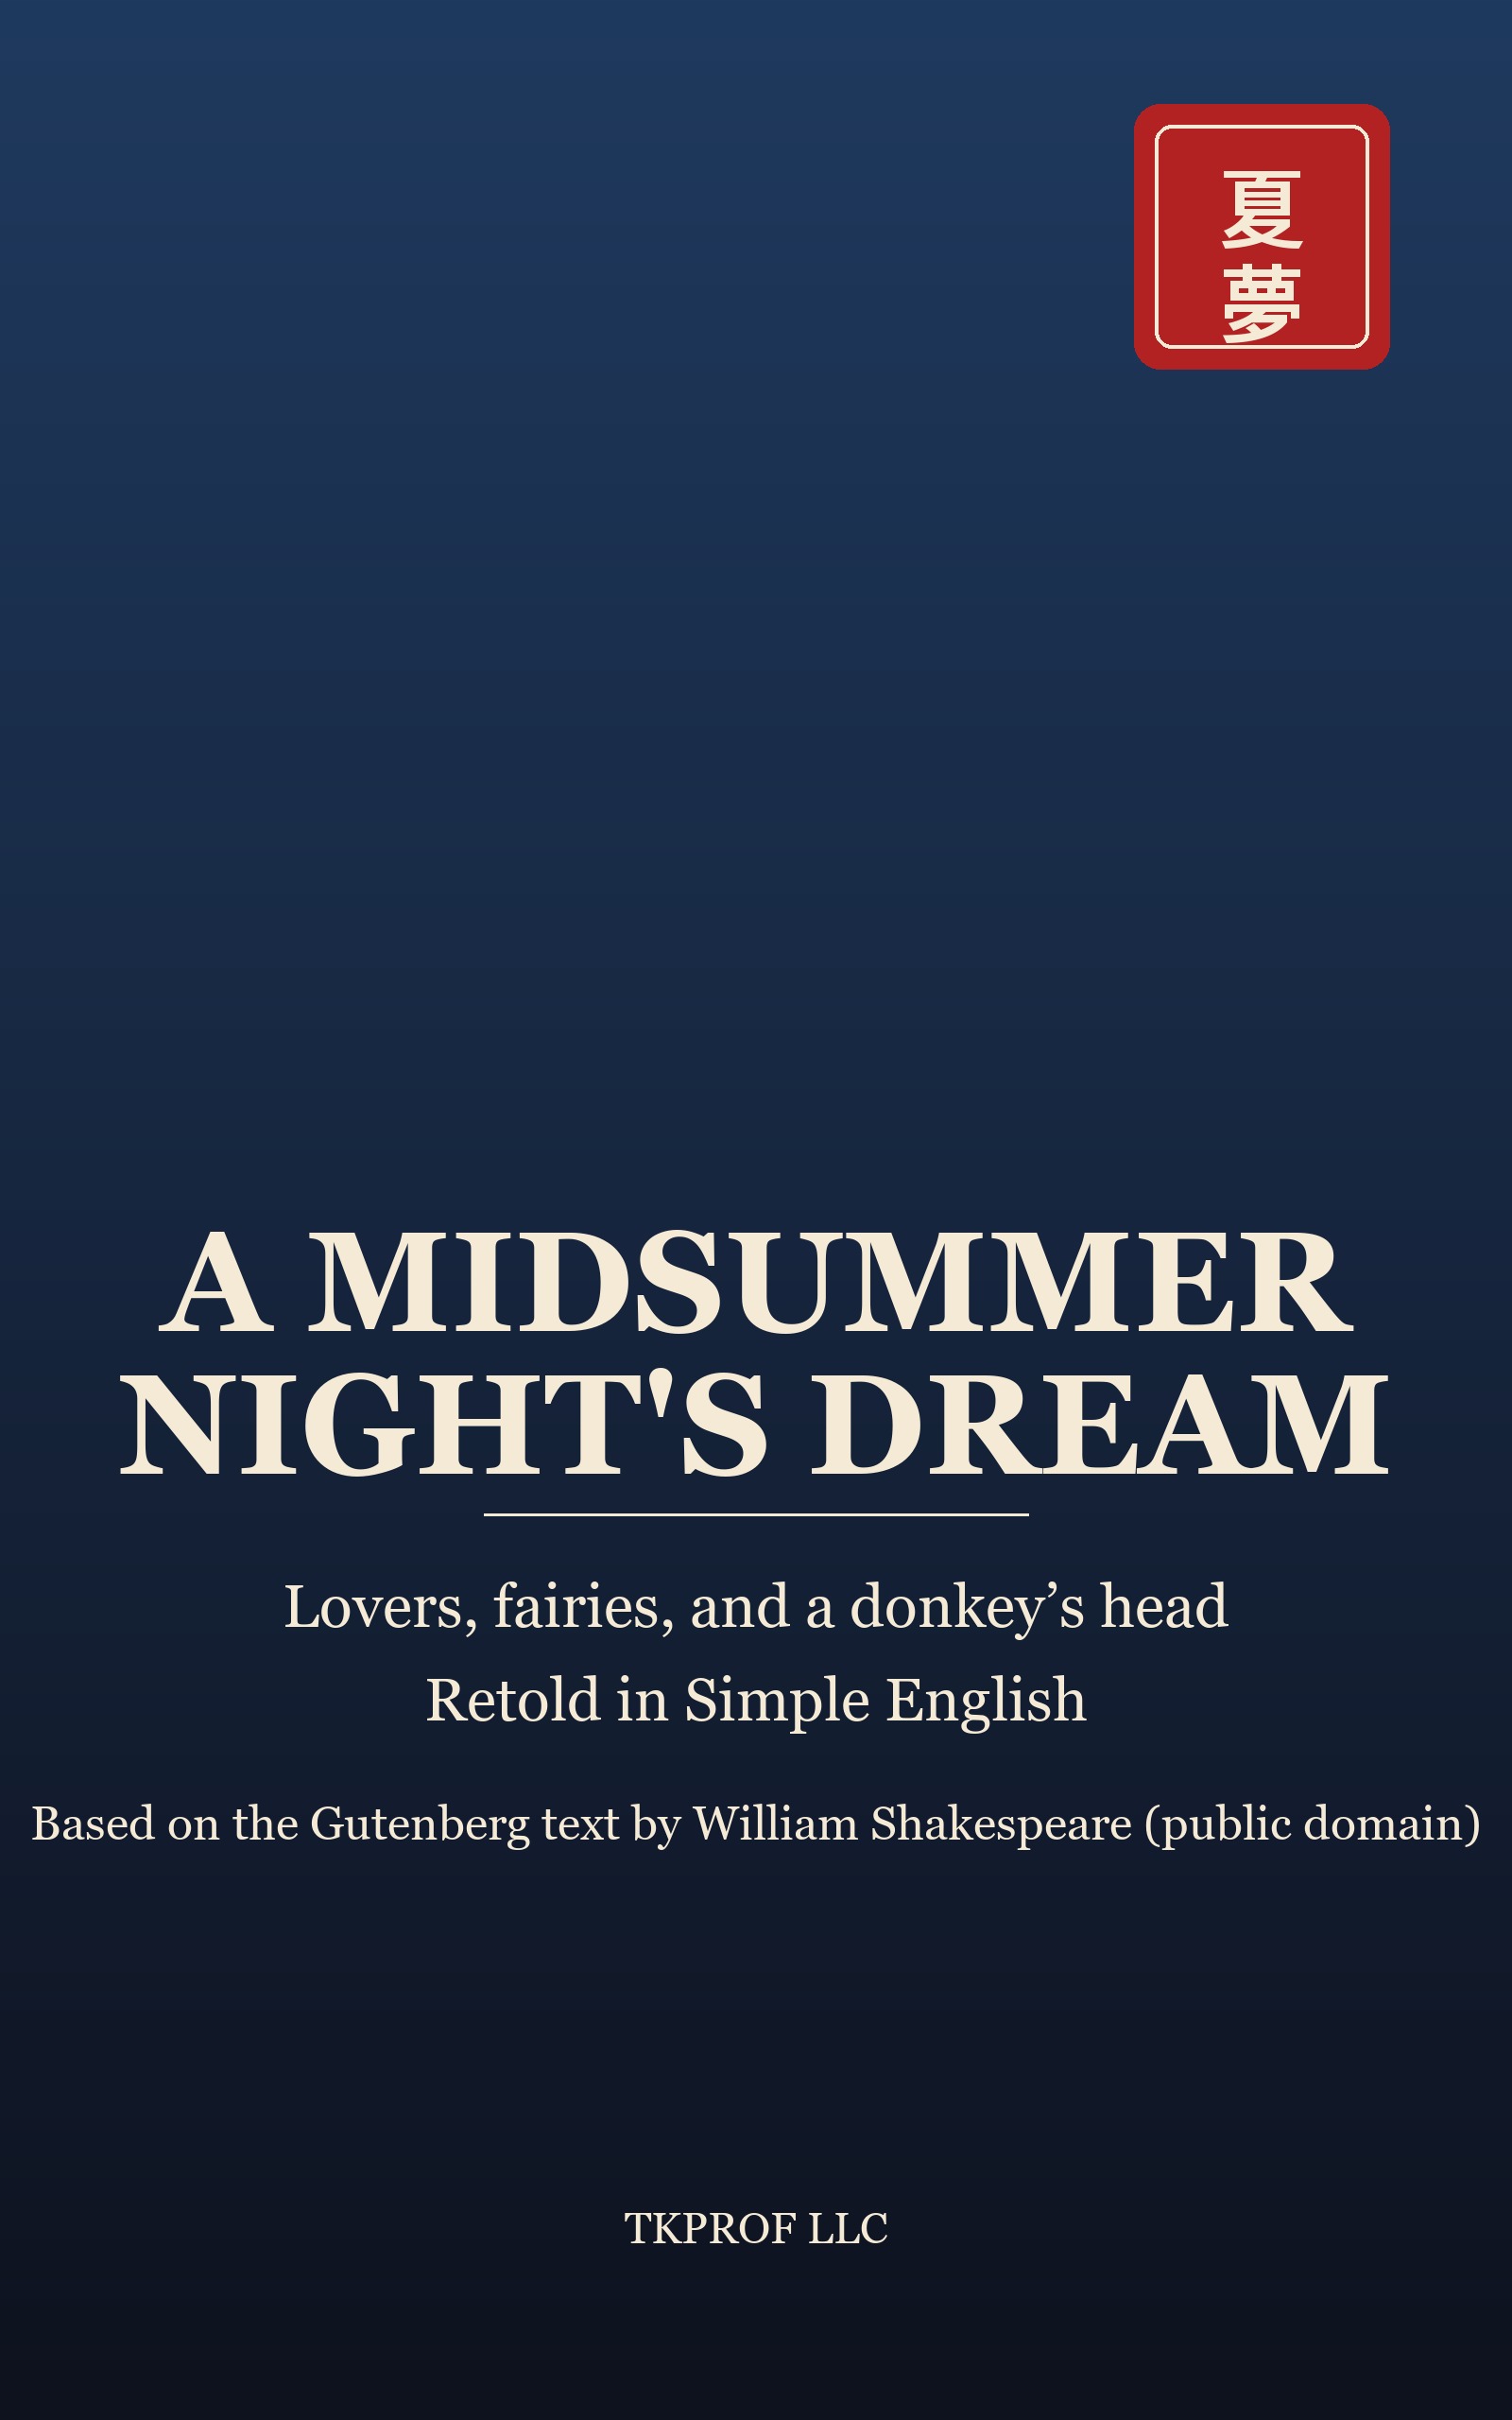 夏
夢
A MIDSUMMER
NIGHT'S DREAM
Lovers, fairies, and a donkey’s head
Retold in Simple English
Based on the Gutenberg text by William Shakespeare (public domain)
TKPROF LLC